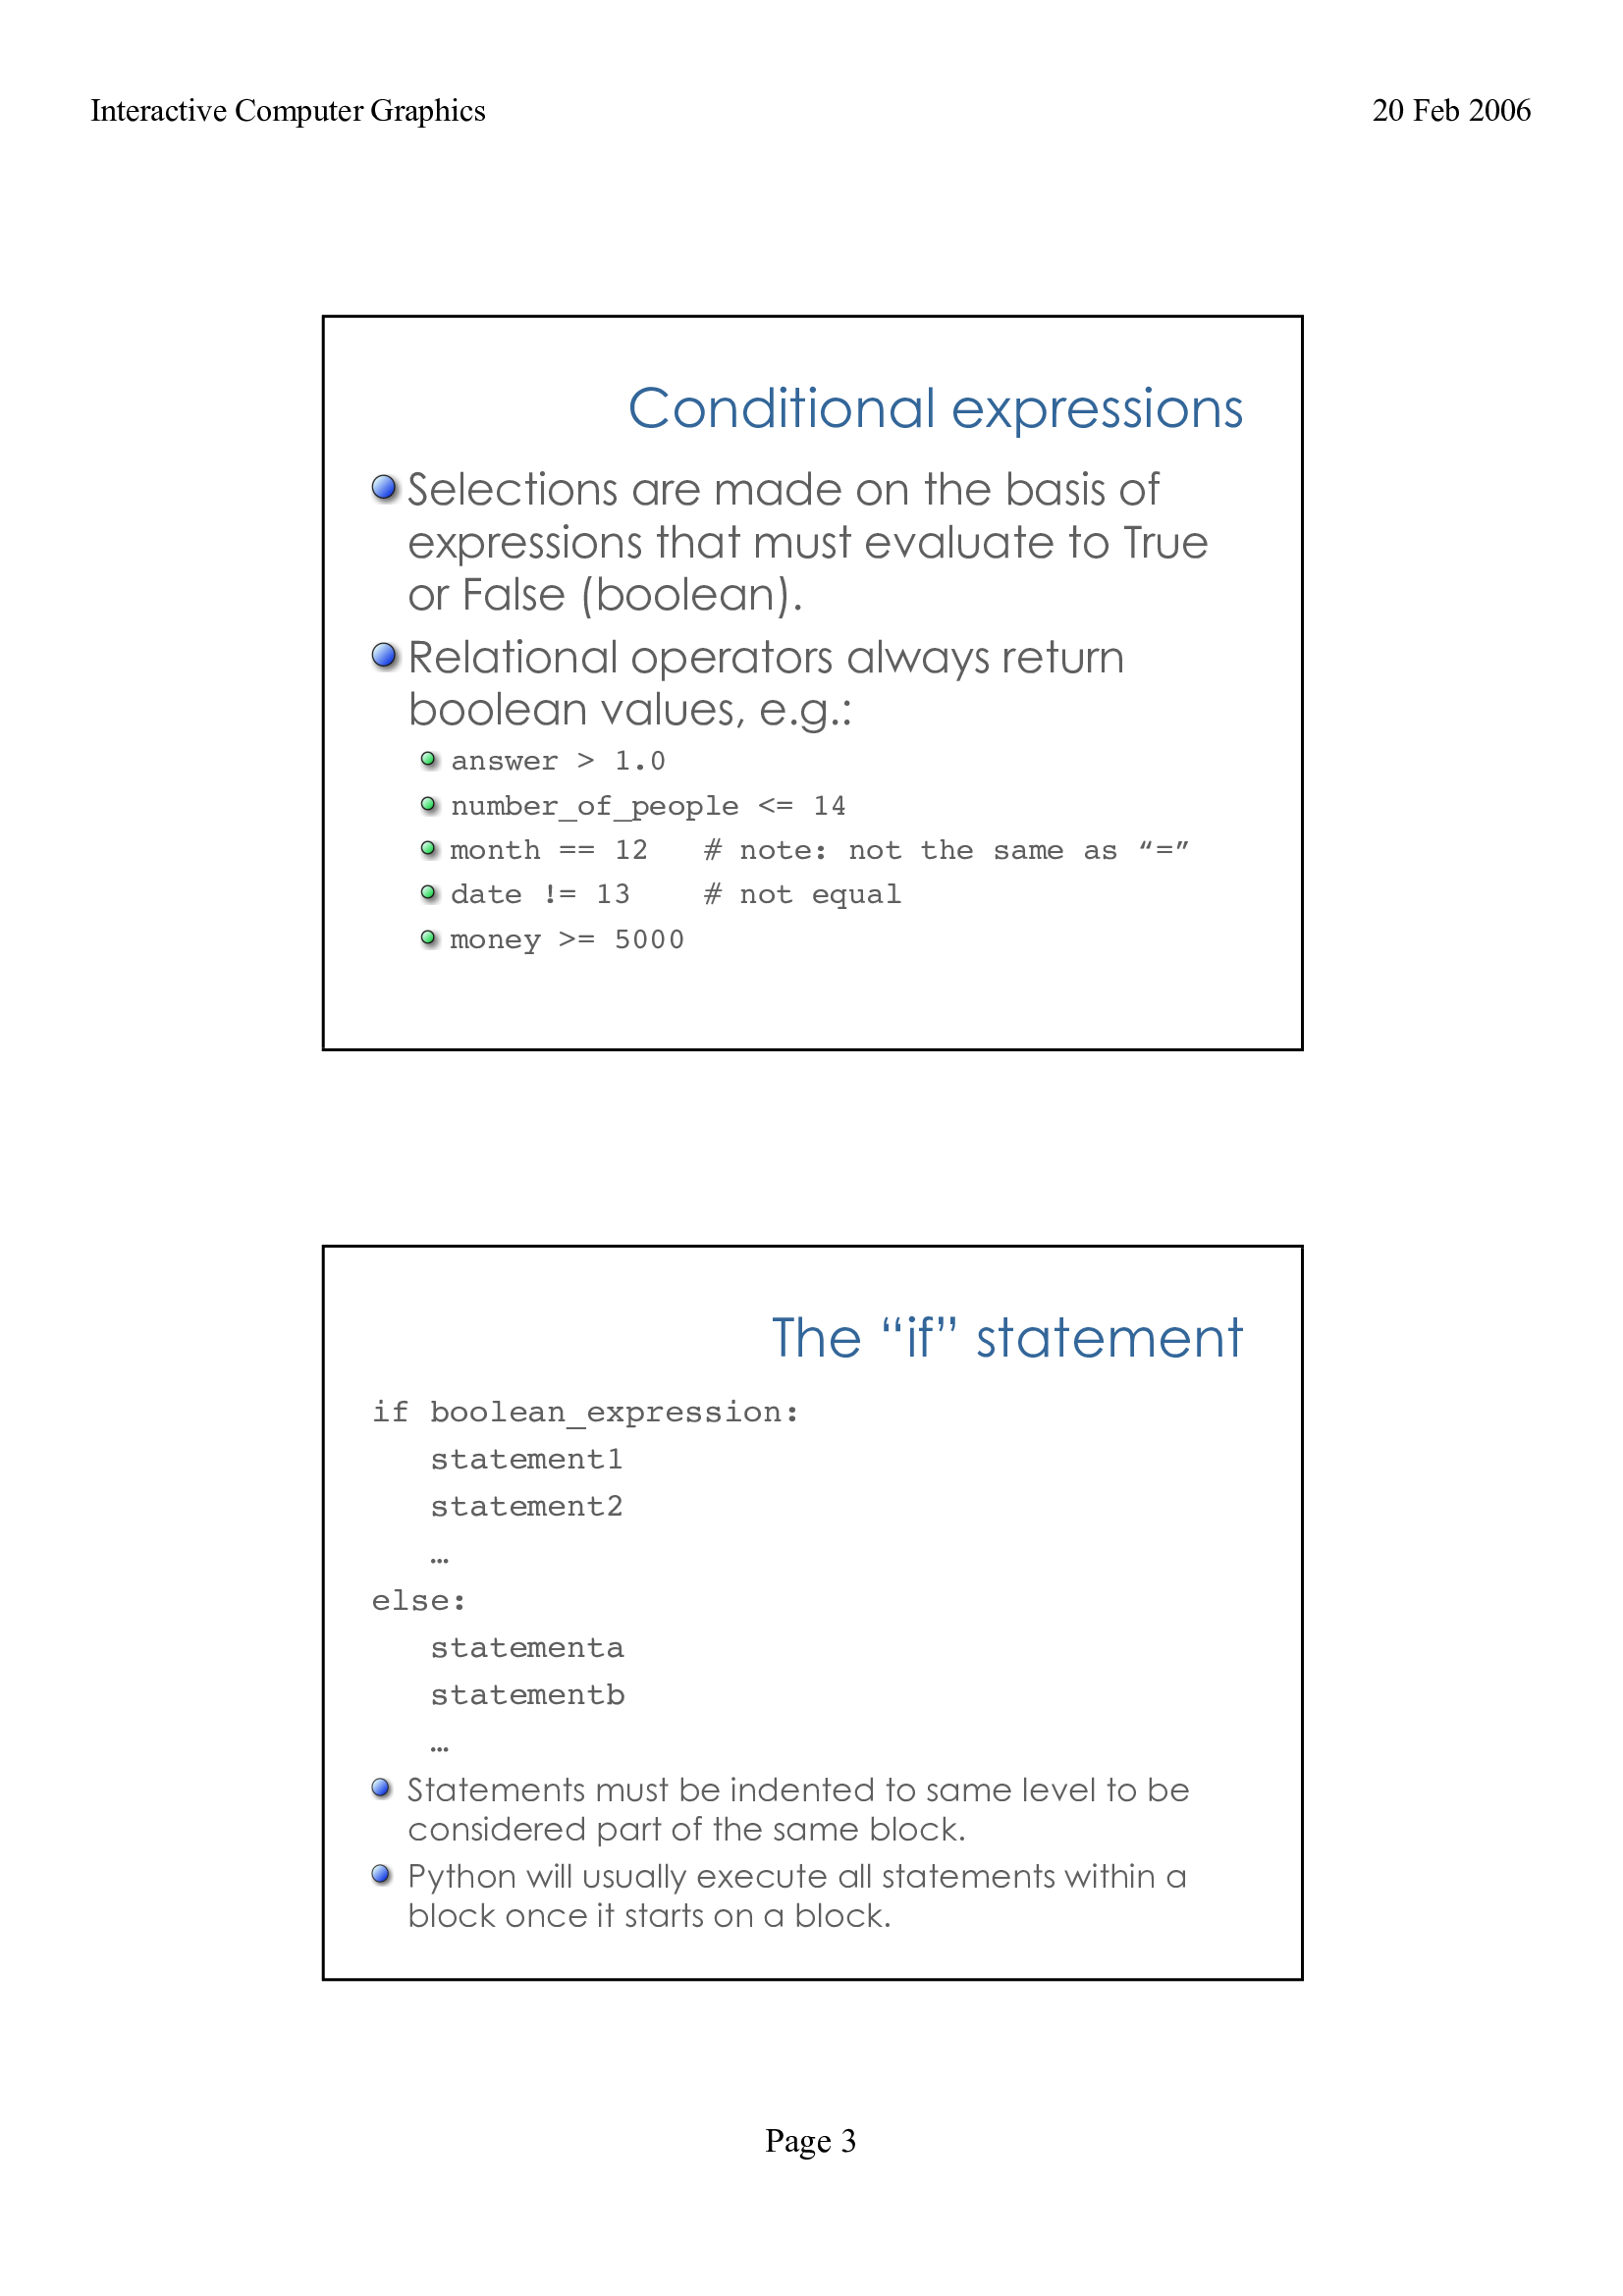 Interactive Computer Graphics
20 Feb 2006
Conditional expressions
Selections are made on the basis of
expressions that must evaluate to True
or False (boolean).
Relational operators always return
boolean values, e.g.:
answer > 1.0
number_of_people <= 14
month == 12   # note: not the same as “=”
date != 13    # not equal
money >= 5000
The “if” statement
if boolean_expression:
   statement1
   statement2
   …
else:
   statementa
   statementb
   …
Statements must be indented to same level to be
considered part of the same block.
Python will usually execute all statements within a
block once it starts on a block.
Page 3